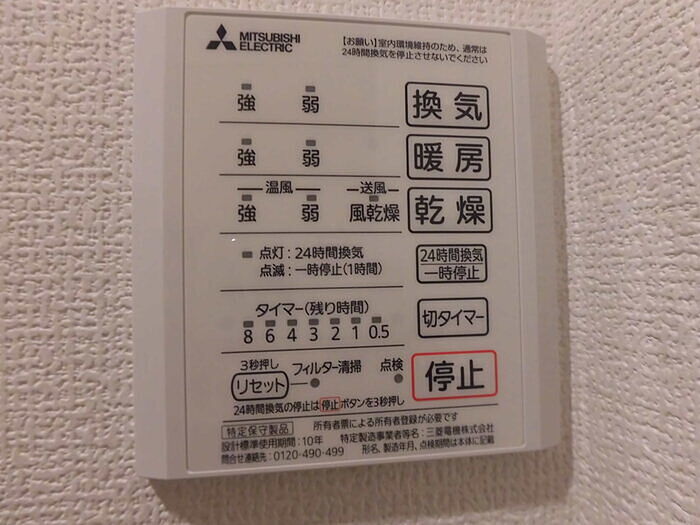 MITSUBISHI
ELECTRIC
【お願い】室内環境維持のため、通常は
24時間換気を停止させないでください
強 弱 換気
強 弱 暖房
温風 送風
強 弱 風乾燥 乾燥
点灯：24時間換気
点滅：一時停止(1時間)
24時間換気
一時停止
タイマー(残り時間)
8 6 4 3 2 1 0.5
切タイマー
3秒押し
リセット フィルター清掃 点検
停止
24時間換気の停止は停止ボタンを3秒押し
特定保守製品 所有者票による所有者登録が必要です
設計標準使用期間：10年 特定製造事業者等名：三菱電機株式会社
問合せ連絡先：0120-490-499 形名、製造年月、点検期間は本体に記載